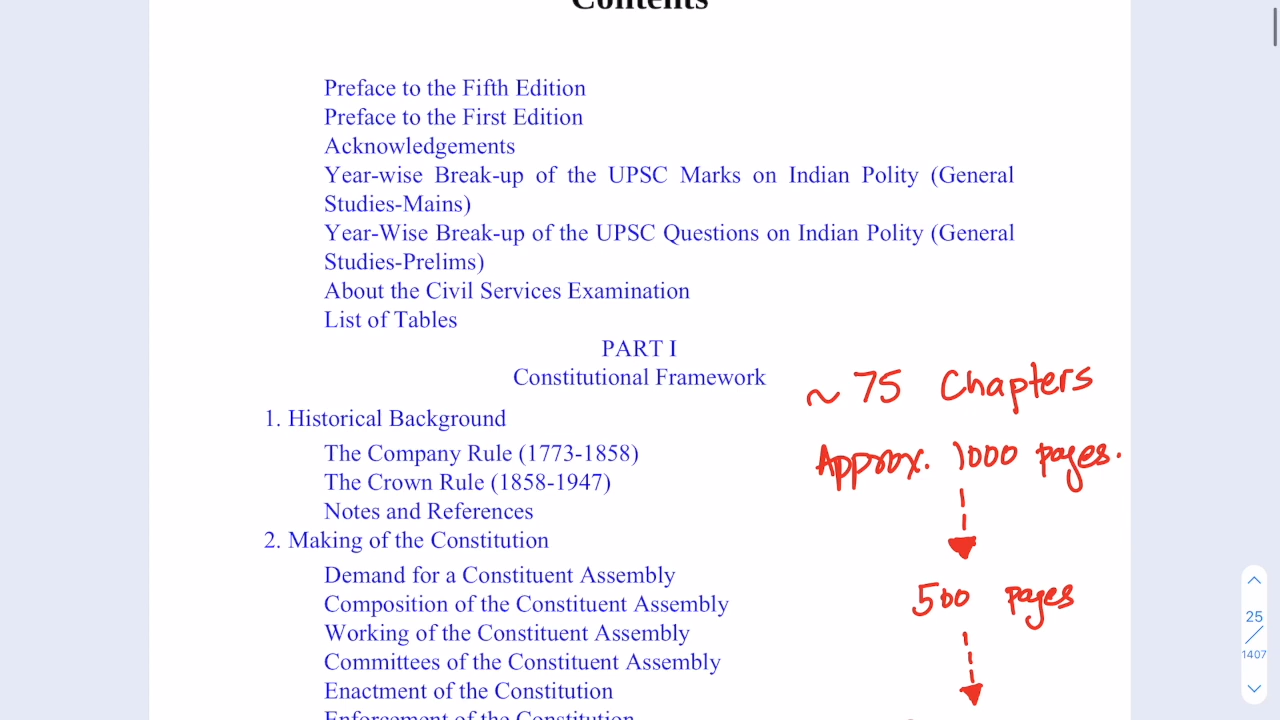 Contents
Preface to the Fifth Edition
Preface to the First Edition
Acknowledgements
Year-wise Break-up of the UPSC Marks on Indian Polity (General
Studies-Mains)
Year-Wise Break-up of the UPSC Questions on Indian Polity (General
Studies-Prelims)
About the Civil Services Examination
List of Tables
PART I
Constitutional Framework
~ 75 Chapters
1. Historical Background
The Company Rule (1773-1858)
Approx. 1000 pages.
The Crown Rule (1858-1947)
Notes and References
2. Making of the Constitution
Demand for a Constituent Assembly
Composition of the Constituent Assembly
500 pages
Working of the Constituent Assembly
Committees of the Constituent Assembly
Enactment of the Constitution
Enforcement of the Constitution
25
1407